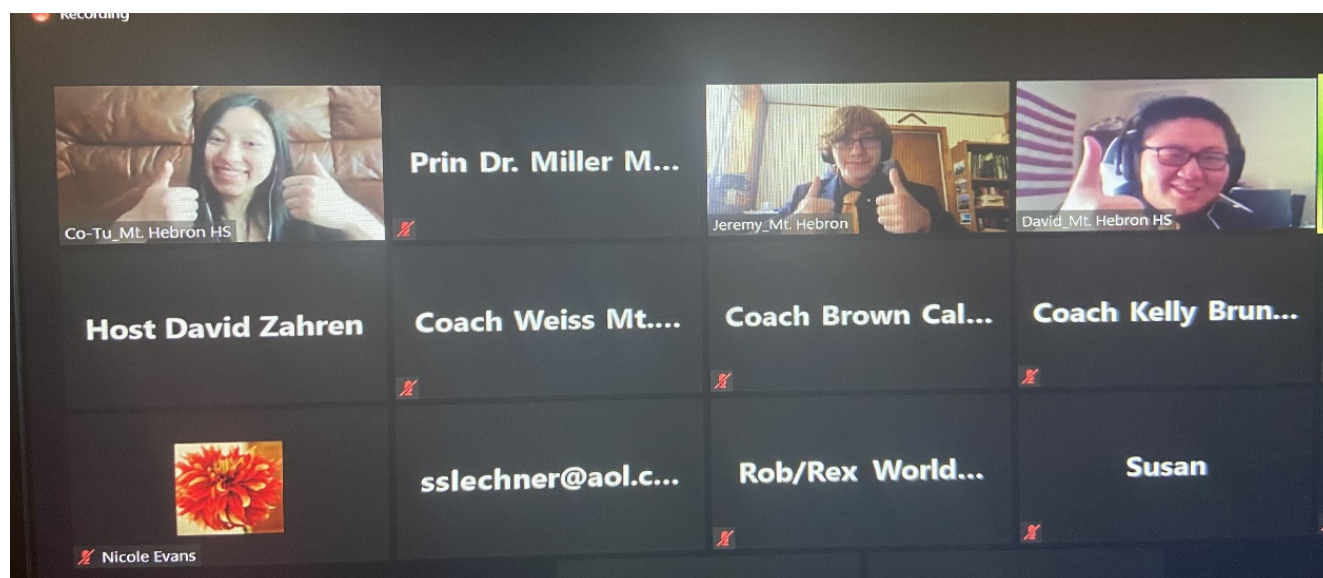 Recording
Co-Tu_Mt. Hebron HS
Prin Dr. Miller M...
Jeremy_Mt. Hebron
David_Mt. Hebron HS
Host David Zahren
Coach Weiss Mt....
Coach Brown Cal...
Coach Kelly Brun...
Nicole Evans
sslechner@aol.c...
Rob/Rex World...
Susan